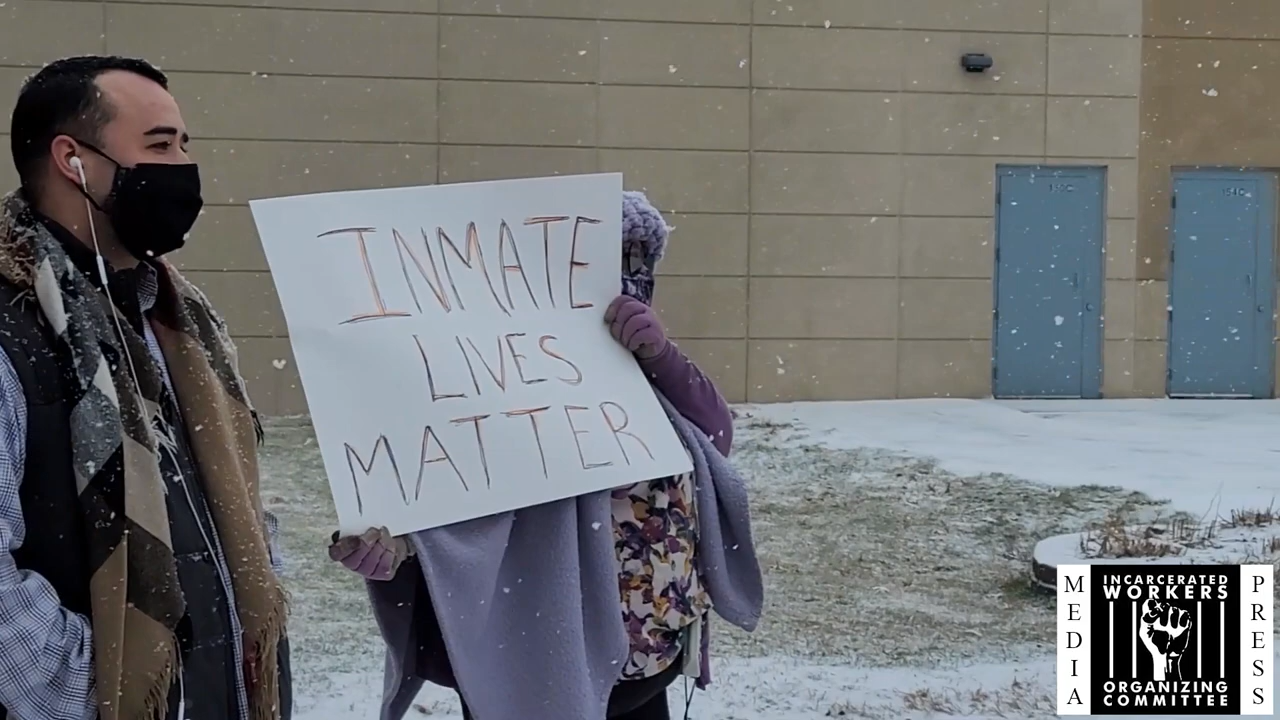 INMATE
LIVES
MATTER
MEDIA
INCARCERATED
WORKERS
ORGANIZING
COMMITTEE
PRESS